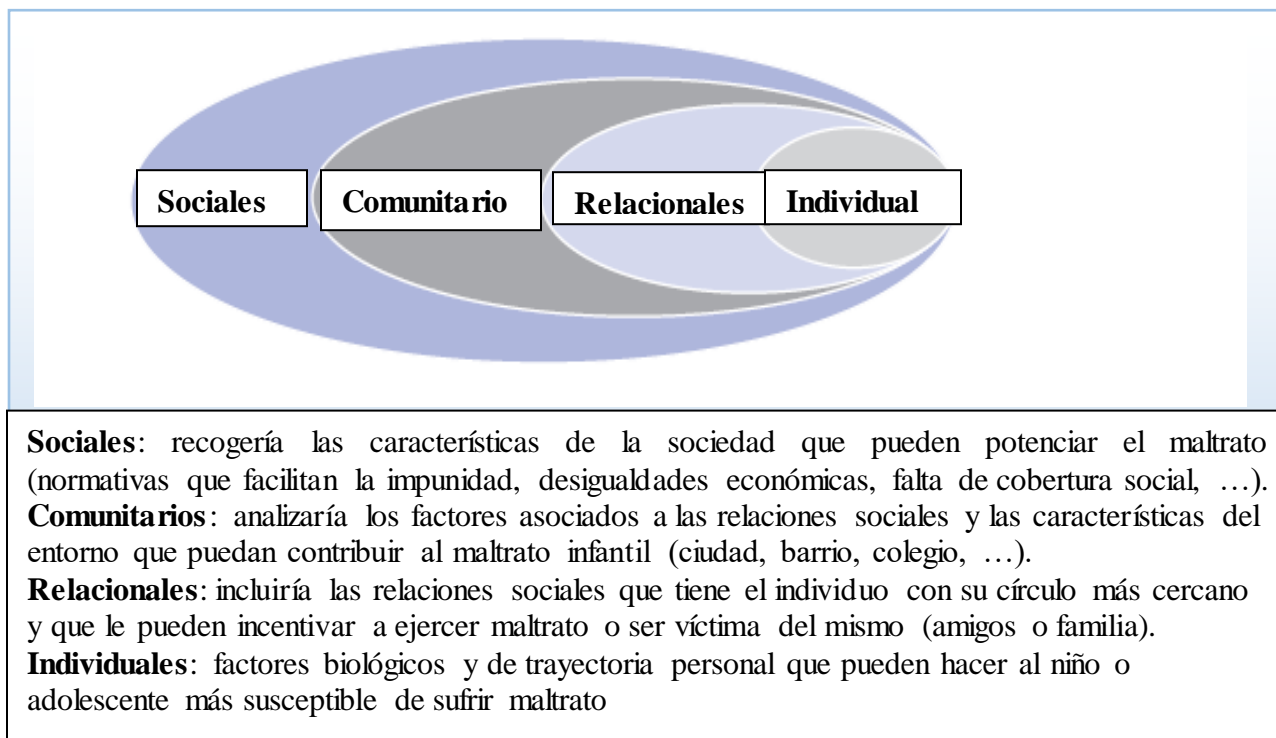 Sociales
Comunitario
Relacionales
Individual
Sociales: recogería las características de la sociedad que pueden potenciar el maltrato
(normativas que facilitan la impunidad, desigualdades económicas, falta de cobertura social, …).
Comunitarios: analizaría los factores asociados a las relaciones sociales y las características del
entorno que puedan contribuir al maltrato infantil (ciudad, barrio, colegio, …).
Relacionales: incluiría las relaciones sociales que tiene el individuo con su círculo más cercano
y que le pueden incentivar a ejercer maltrato o ser víctima del mismo (amigos o familia).
Individuales: factores biológicos y de trayectoria personal que pueden hacer al niño o
adolescente más susceptible de sufrir maltrato